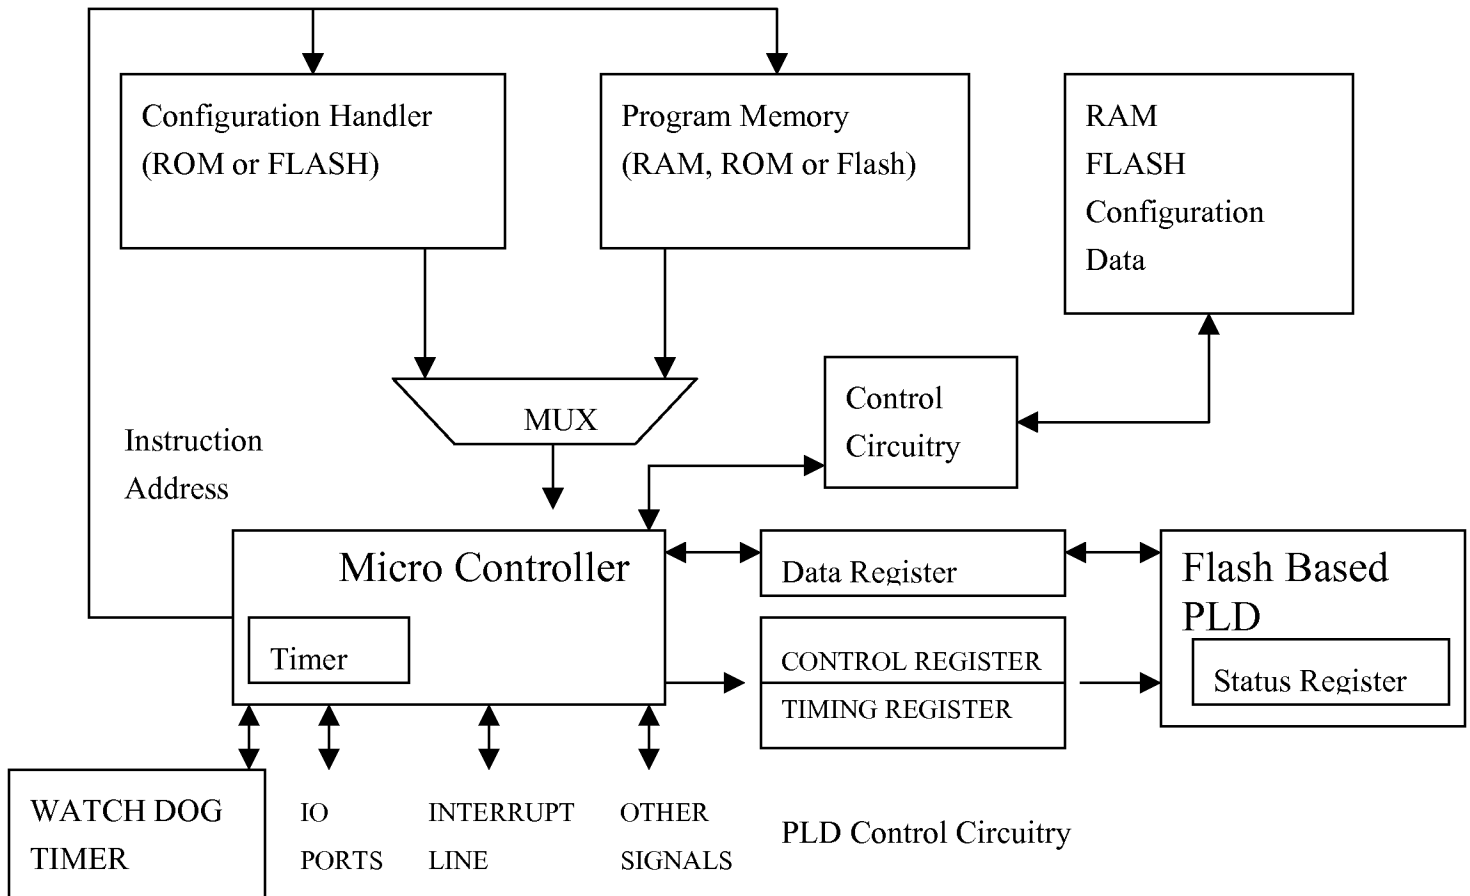 Configuration Handler
(ROM or FLASH)
Program Memory
(RAM, ROM or Flash)
RAM
FLASH
Configuration
Data
MUX
Control
Circuitry
Instruction
Address
Micro Controller
Timer
Data Register
CONTROL REGISTER
TIMING REGISTER
Flash Based
PLD
Status Register
WATCH DOG
TIMER
IO
PORTS
INTERRUPT
LINE
OTHER
SIGNALS
PLD Control Circuitry